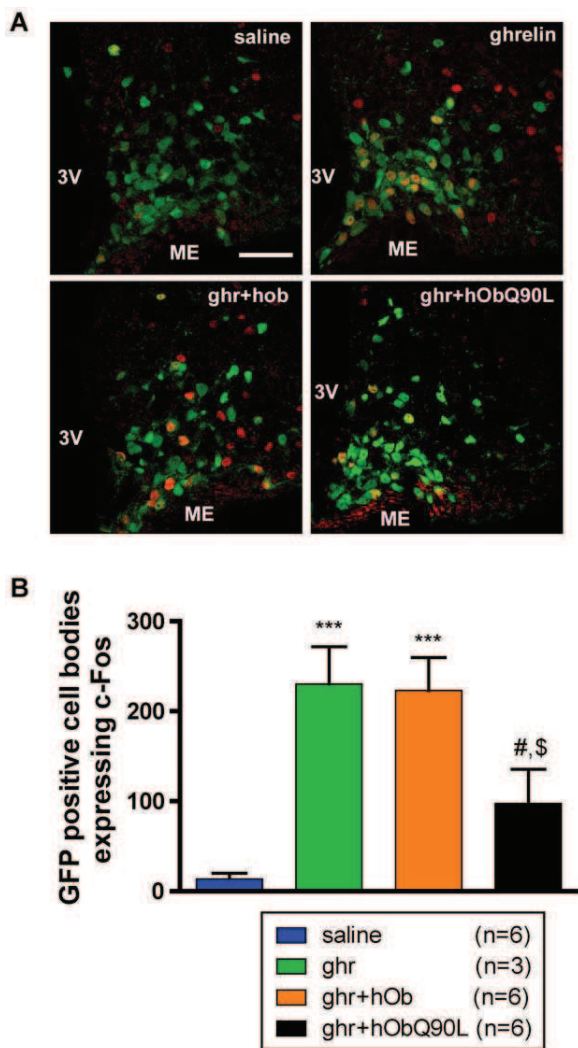 A
saline
3V
ME
ghrelin
3V
ME
ghr+hob
3V
ME
ghr+hObQ90L
3V
ME
B
GFP positive cell bodies
expressing c-Fos
300
200
100
0
***
***
#,$
saline (n=6)
ghr (n=3)
ghr+hOb (n=6)
ghr+hObQ90L (n=6)